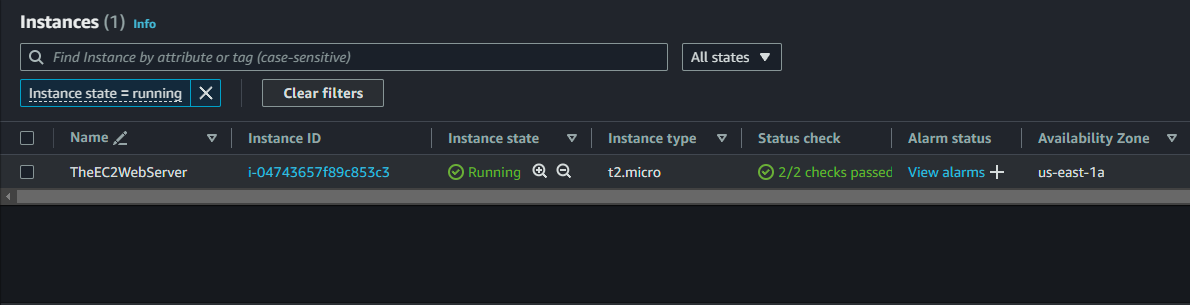 Instances (1) Info
Find Instance by attribute or tag (case-sensitive)
All states
Instance state = running
Clear filters
Name Instance ID Instance state Instance type Status check Alarm status Availability Zone
TheEC2WebServer i-04743657f89c853c3 Running t2.micro 2/2 checks passed View alarms + us-east-1a